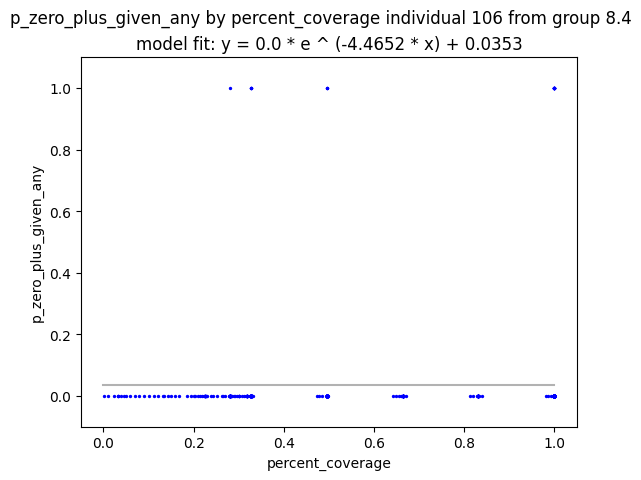 p_zero_plus_given_any by percent_coverage individual 106 from group 8.4
model fit: y = 0.0 * e ^ (-4.4652 * x) + 0.0353
p_zero_plus_given_any
1.0
0.8
0.6
0.4
0.2
0.0
0.0 0.2 0.4 0.6 0.8 1.0
percent_coverage